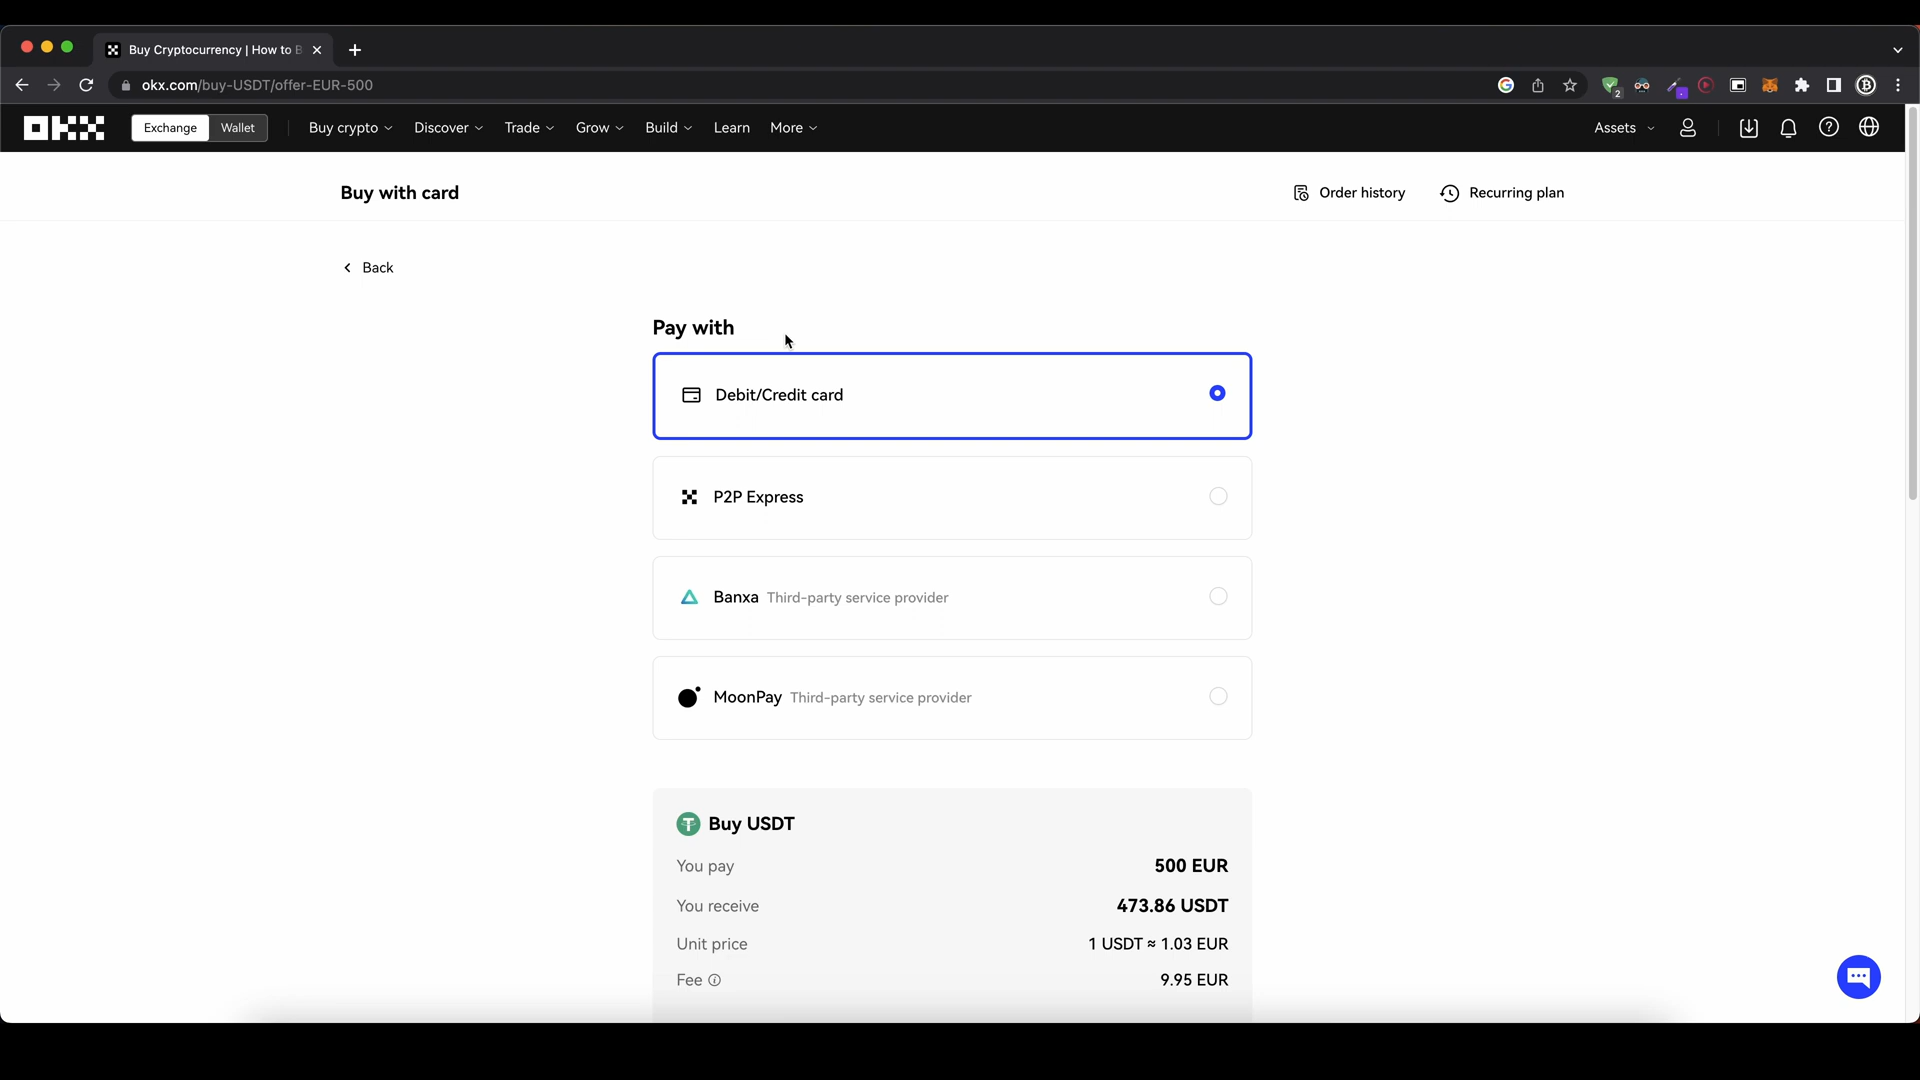 Buy Cryptocurrency | How to B
okx.com/buy-USDT/offer-EUR-500
2
OKX
Exchange
Wallet
Buy crypto
Discover
Trade
Grow
Build
Learn
More
Assets
Buy with card
Order history
Recurring plan
Back
Pay with
Debit/Credit card
P2P Express
Banxa Third-party service provider
MoonPay Third-party service provider
Buy USDT
You pay 500 EUR
You receive 473.86 USDT
Unit price 1 USDT ≈ 1.03 EUR
Fee 9.95 EUR